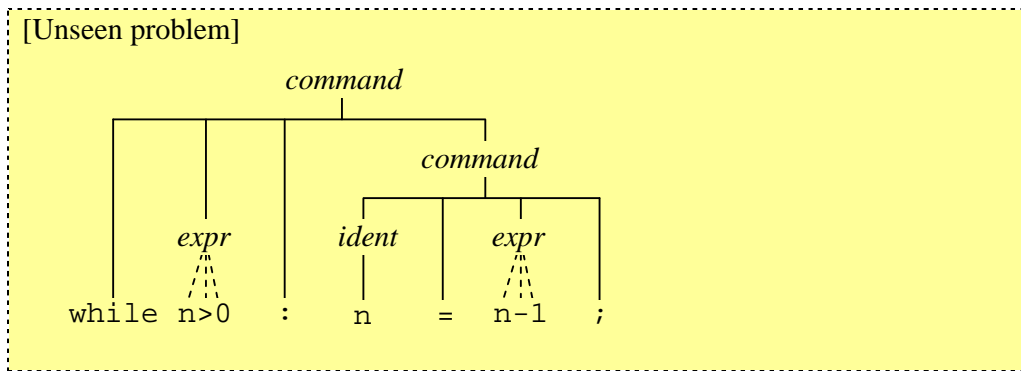 [Unseen problem]
command
command
expr ident expr
while n>0 : n = n-1 ;